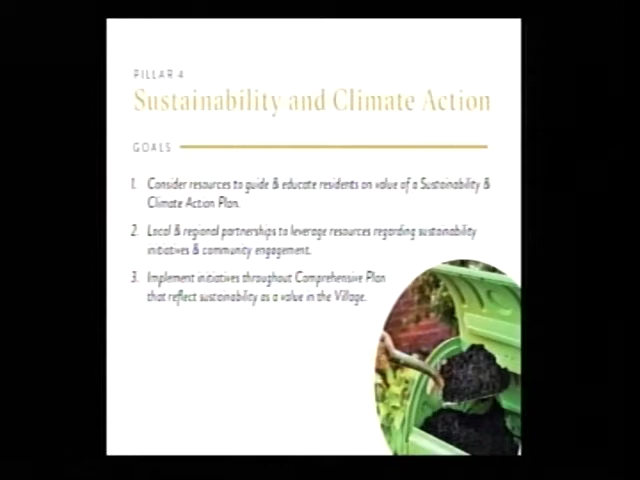 PILLAR 4
Sustainability and Climate Action
GOALS
1. Consider resources to guide & educate residents on value of a Sustainability &
Climate Action Plan.
2. Local & regional partnerships to leverage resources regarding sustainability
initiatives & community engagement.
3. Implement initiatives throughout Comprehensive Plan
that reflect sustainability as a value in the Village.